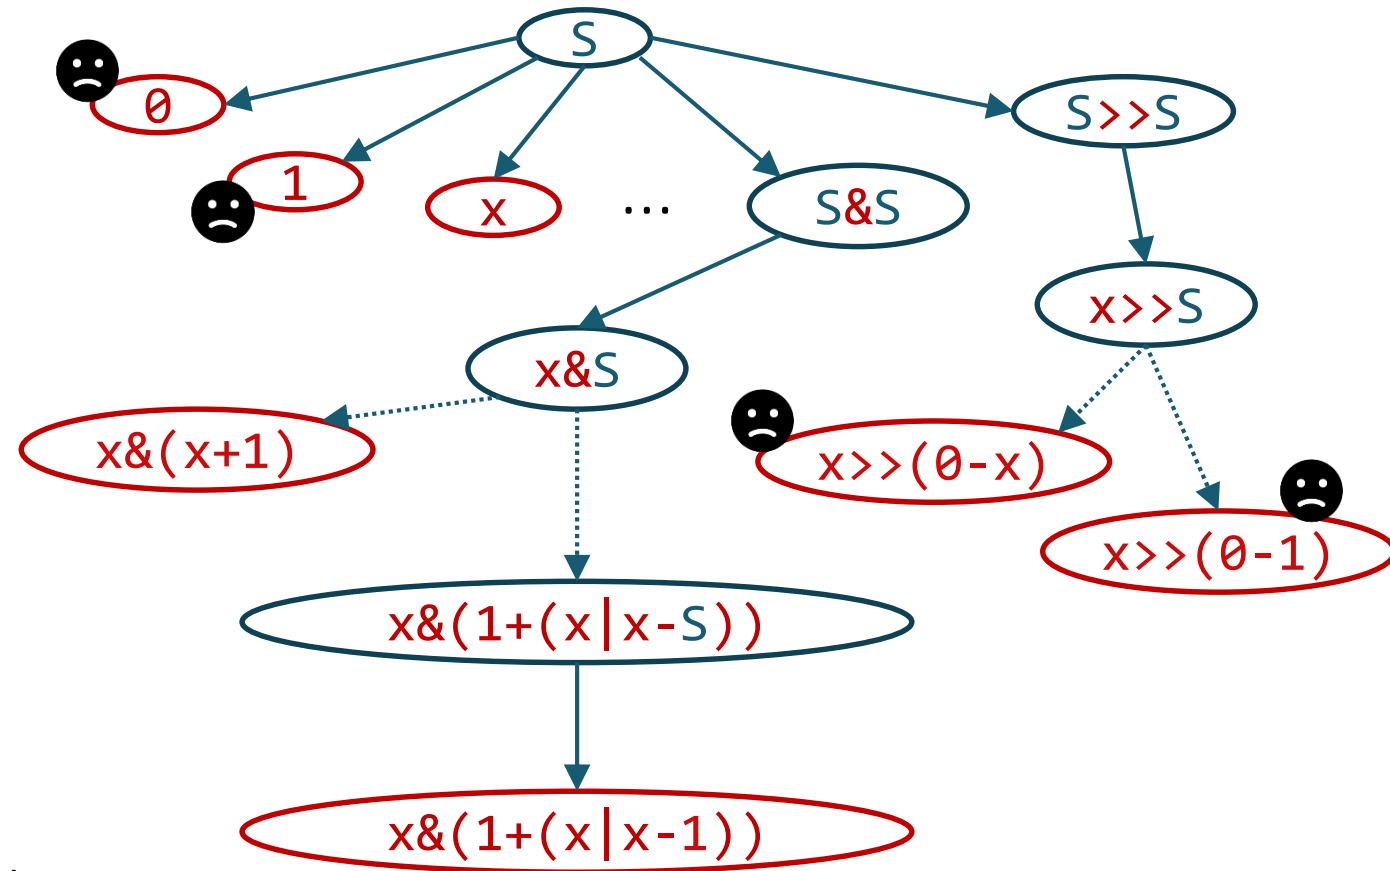 S
0
S>>S
1
x
...
S&S
x>>S
x&S
x&(x+1)
x>>(0-x)
x>>(0-1)
x&(1+(x|x-S))
x&(1+(x|x-1))